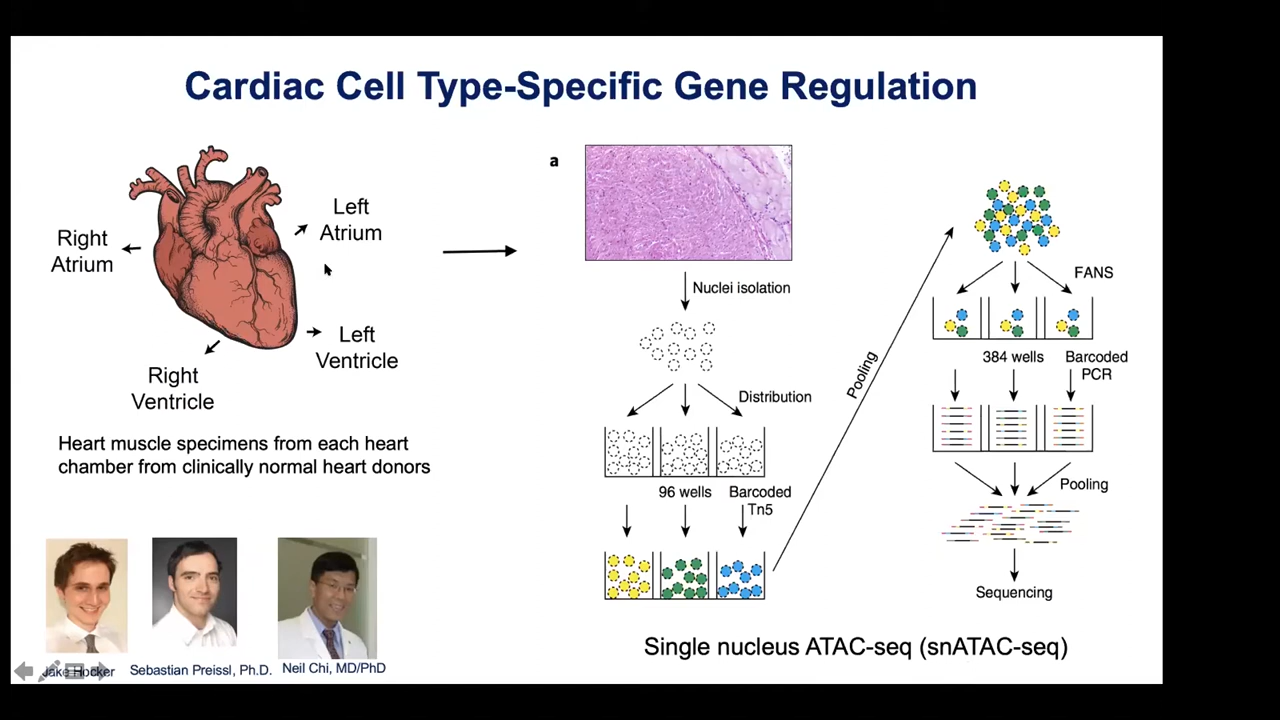 Cardiac Cell Type-Specific Gene Regulation
Right
Atrium
Left
Atrium
Left
Ventricle
Right
Ventricle
Heart muscle specimens from each heart
chamber from clinically normal heart donors
Jake Hocker
Sebastian Preissl, Ph.D.
Neil Chi, MD/PhD
a
Nuclei isolation
Distribution
96 wells
Barcoded
Tn5
Pooling
FANS
384 wells
Barcoded
PCR
Pooling
Sequencing
Single nucleus ATAC-seq (snATAC-seq)